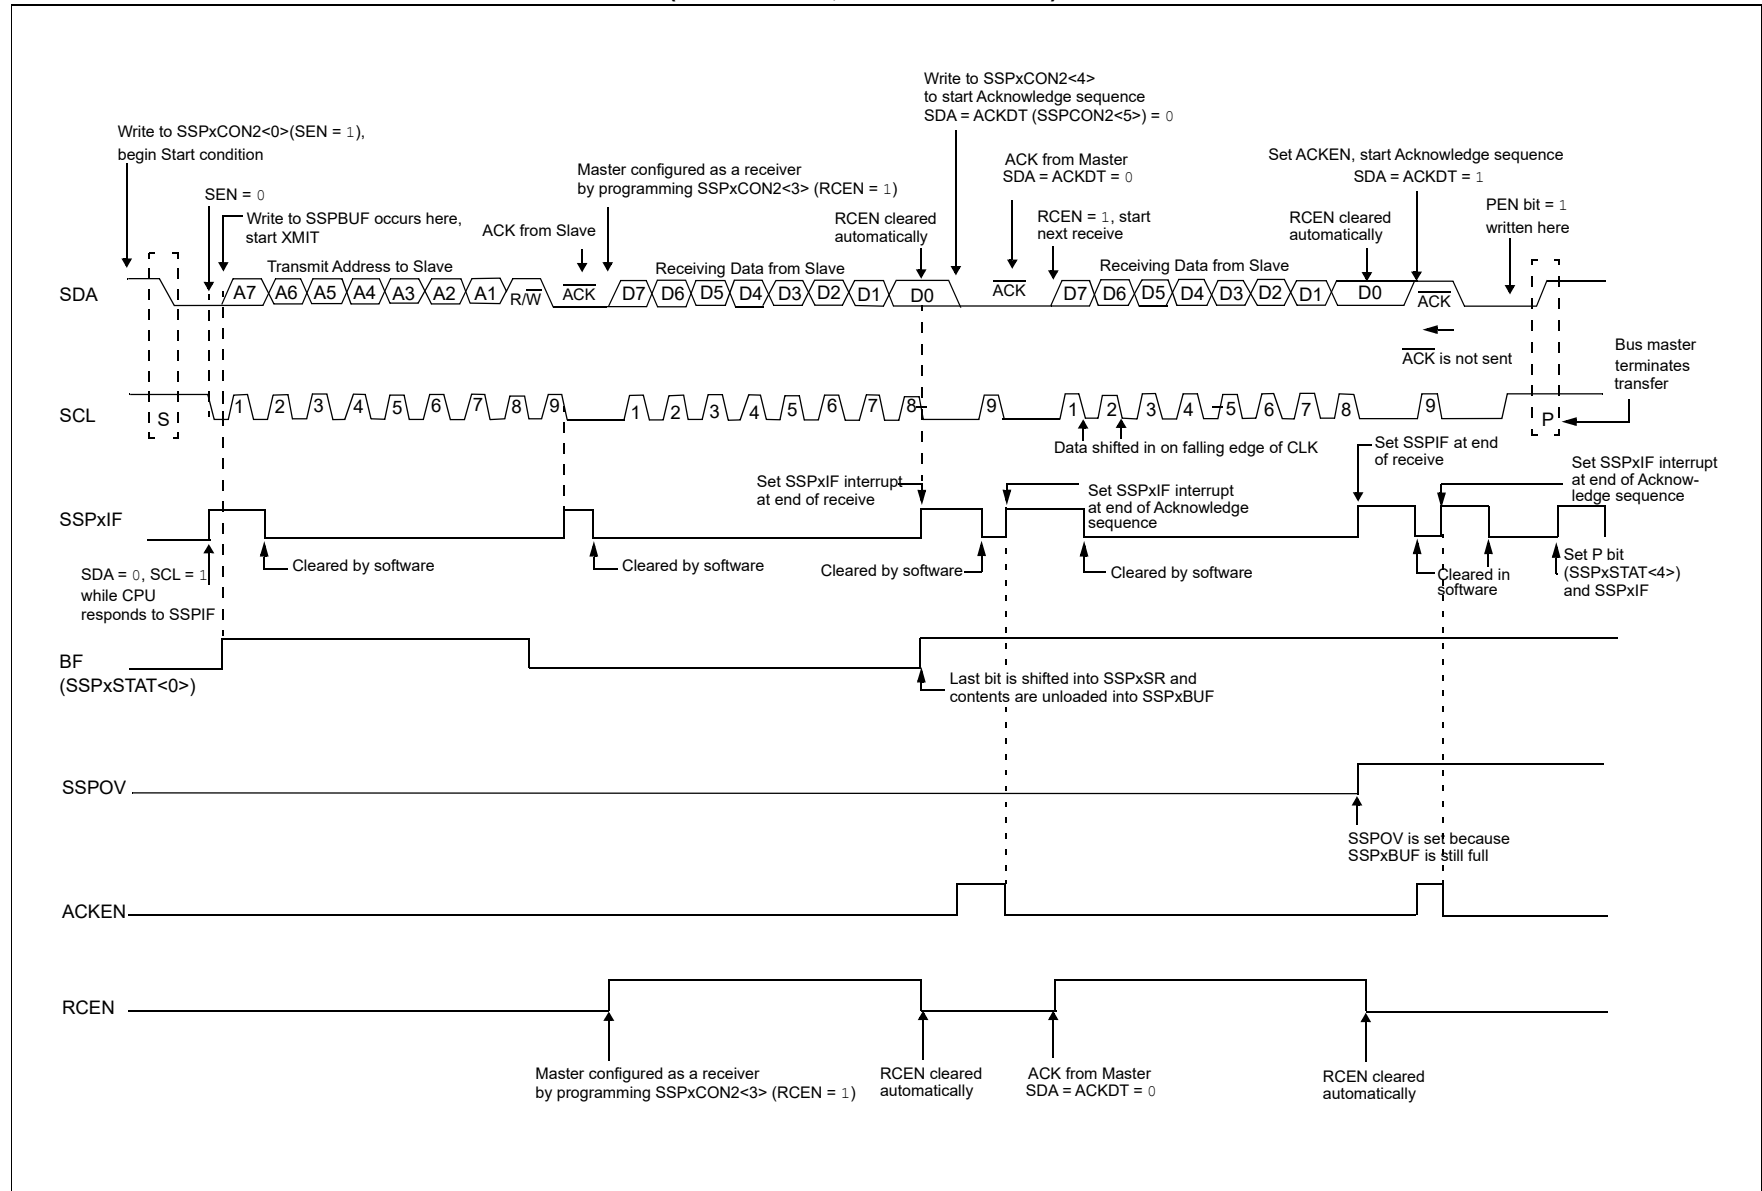 Write to SSPxCON2<4>
to start Acknowledge sequence
SDA = ACKDT (SSPCON2<5>) = 0
Write to SSPxCON2<0>(SEN = 1),
begin Start condition
ACK from Master
SDA = ACKDT = 0
Set ACKEN, start Acknowledge sequence
SDA = ACKDT = 1
Master configured as a receiver
by programming SSPxCON2<3> (RCEN = 1)
SEN = 0
PEN bit = 1
written here
Write to SSPBUF occurs here,
start XMIT
ACK from Slave
RCEN cleared
automatically
RCEN = 1, start
next receive
RCEN cleared
automatically
Transmit Address to Slave
Receiving Data from Slave
Receiving Data from Slave
SDA
A7 A6 A5 A4 A3 A2 A1 R/W ACK D7 D6 D5 D4 D3 D2 D1 D0 ACK D7 D6 D5 D4 D3 D2 D1 D0 ACK
ACK is not sent
Bus master
terminates
transfer
SCL
S 1 2 3 4 5 6 7 8 9 1 2 3 4 5 6 7 8 9 1 2 3 4 5 6 7 8 9 P
Data shifted in on falling edge of CLK
Set SSPIF at end
of receive
Set SSPxIF interrupt
at end of receive
Set SSPxIF interrupt
at end of Acknowledge
sequence
Set SSPxIF interrupt
at end of Acknow-
ledge sequence
SSPxIF
SDA = 0, SCL = 1
while CPU
responds to SSPIF
Cleared by software
Cleared by software
Cleared by software
Cleared by software
Cleared in
software
Set P bit
(SSPxSTAT<4>)
and SSPxIF
BF
(SSPxSTAT<0>)
Last bit is shifted into SSPxSR and
contents are unloaded into SSPxBUF
SSPOV
SSPOV is set because
SSPxBUF is still full
ACKEN
RCEN
Master configured as a receiver
by programming SSPxCON2<3> (RCEN = 1)
RCEN cleared
automatically
ACK from Master
SDA = ACKDT = 0
RCEN cleared
automatically